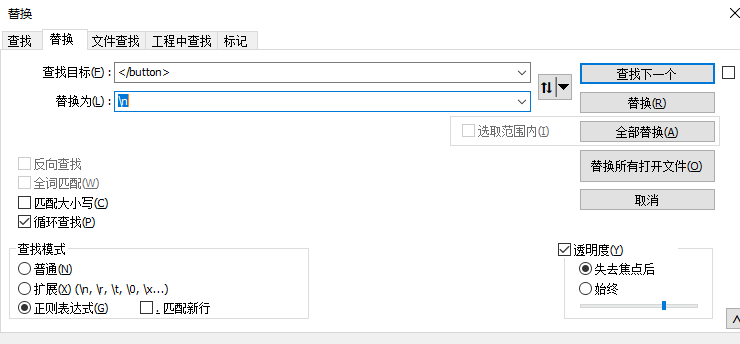 替换
查找 替换 文件查找 工程中查找 标记
查找目标(F)： </button> 查找下一个
替换为(L)： \n 替换(R)
选取范围内(I) 全部替换(A)
反向查找 替换所有打开文件(O)
全词匹配(W)
匹配大小写(C) 取消
循环查找(P)
查找模式 透明度(Y)
普通(N) 失去焦点后
扩展(X) (\n, \r, \t, \0, \x...) 始终
正则表达式(G) . 匹配新行